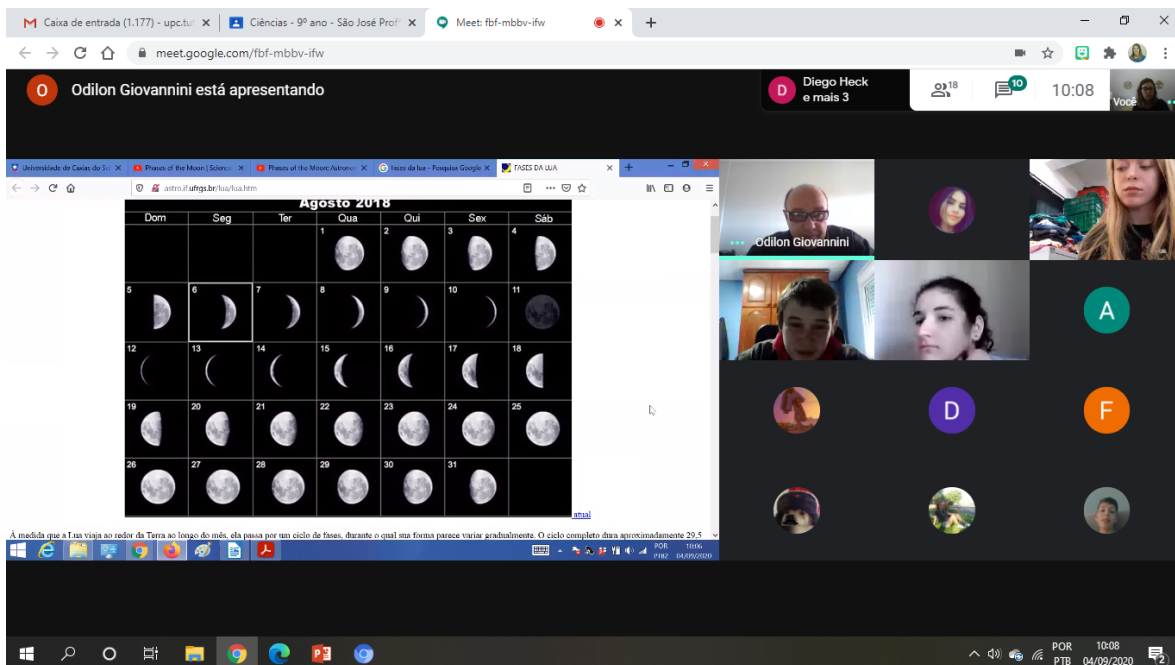 Caixa de entrada (1.177) - upc.tut
Ciências - 9º ano - São José Profª
Meet: fbf-mbbv-ifw
meet.google.com/fbf-mbbv-ifw
O
Odilon Giovannini está apresentando
D
Diego Heck
e mais 3
18
10
10:08
Você
Universidade de Caxias do Su
Phases of the Moon | Science
Phases of the Moon: Astronom
fases da lua - Pesquisa Google
FASES DA LUA
astro.if.ufrgs.br/lua/lua.htm
Agosto 2018
Dom Seg Ter Qua Qui Sex Sáb
1 2 3 4
5 6 7 8 9 10 11
12 13 14 15 16 17 18
19 20 21 22 23 24 25
26 27 28 29 30 31
atual
À medida que a Lua viaja ao redor da Terra ao longo do mês, ela passa por um ciclo de fases, durante o qual sua forma parece variar gradualmente. O ciclo completo dura aproximadamente 29,5
POR 10:06
PTB2 04/09/2020
Odilon Giovannini
A
D
F
POR 10:08
PTB 04/09/2020
2